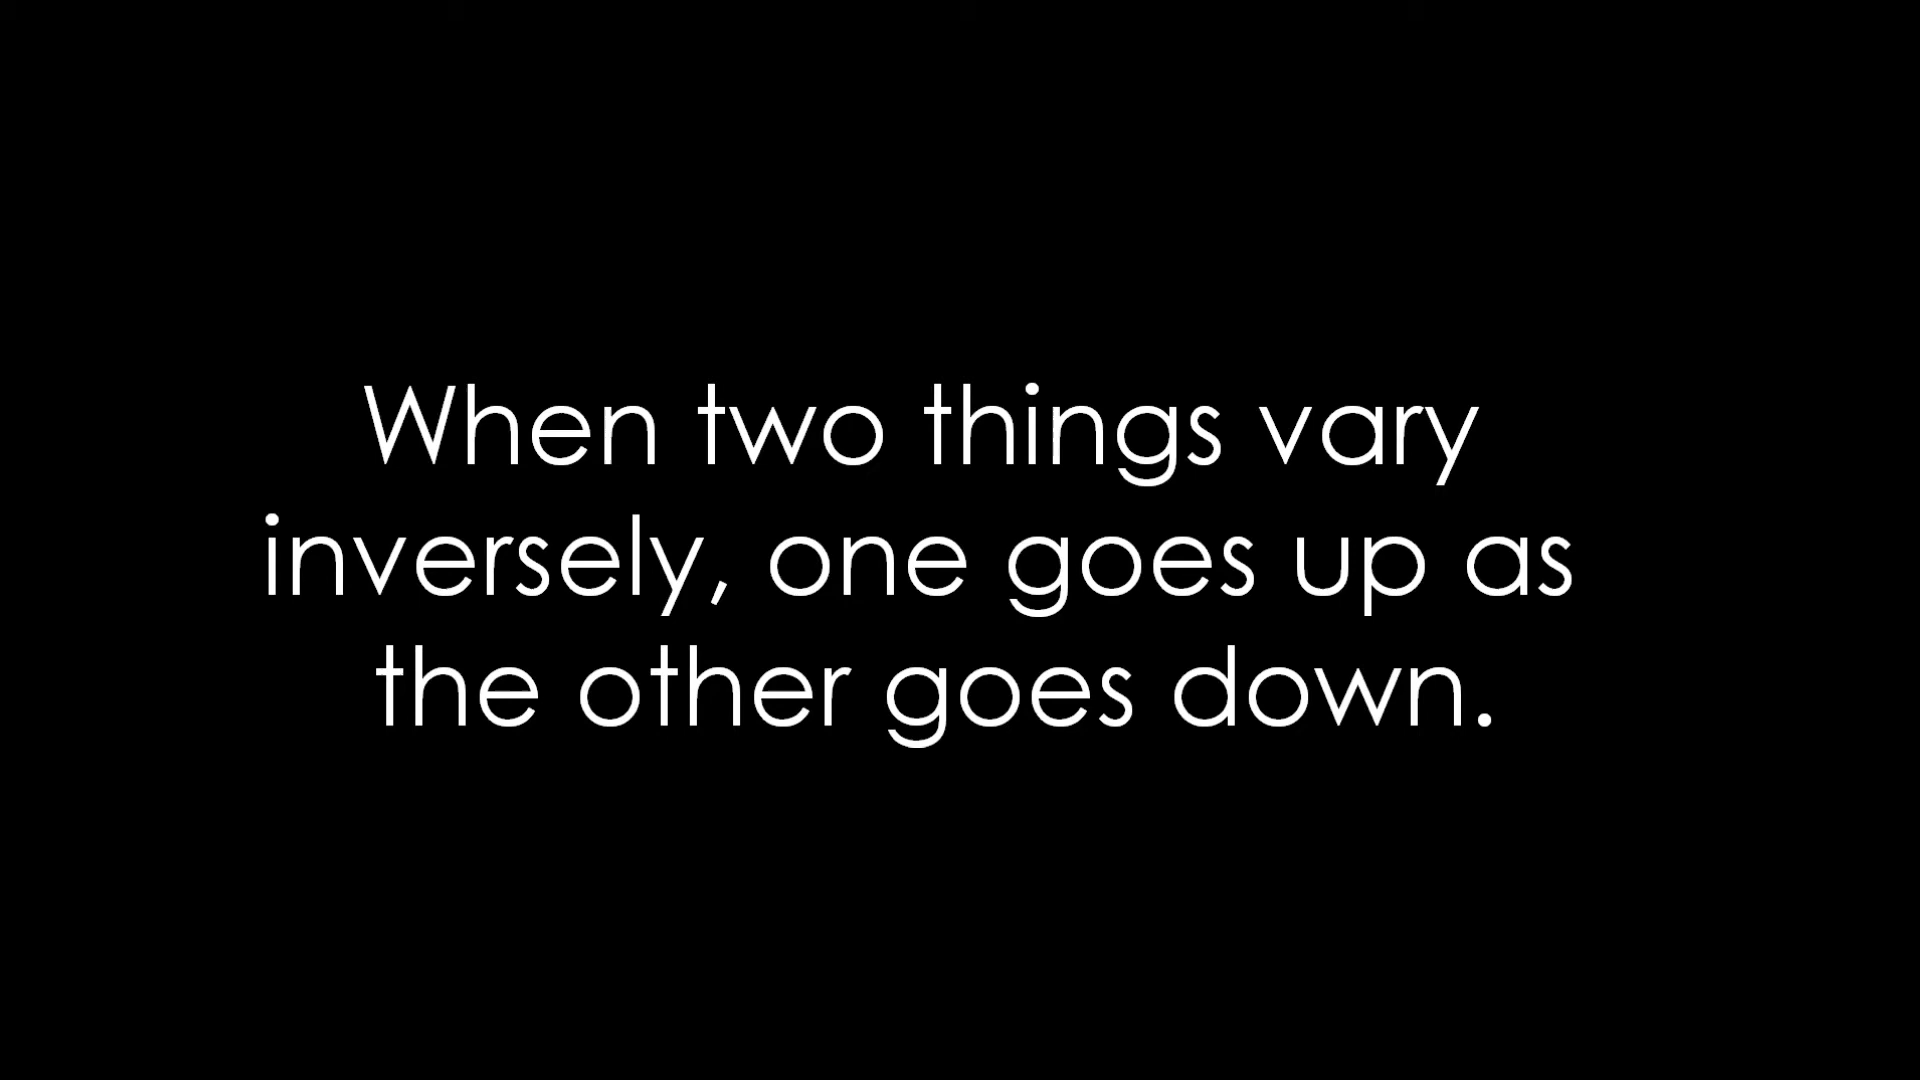 When two things vary
inversely, one goes up as
the other goes down.